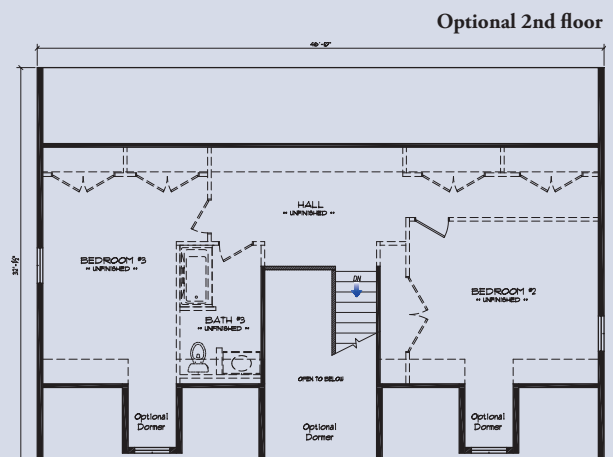 Optional 2nd floor
HALL
** UNFINISHED **
BEDROOM #3
** UNFINISHED **
DN
BEDROOM #2
** UNFINISHED **
BATH #3
** UNFINISHED **
OPEN TO BELOW
Optional
Dormer
Optional
Dormer
Optional
Dormer